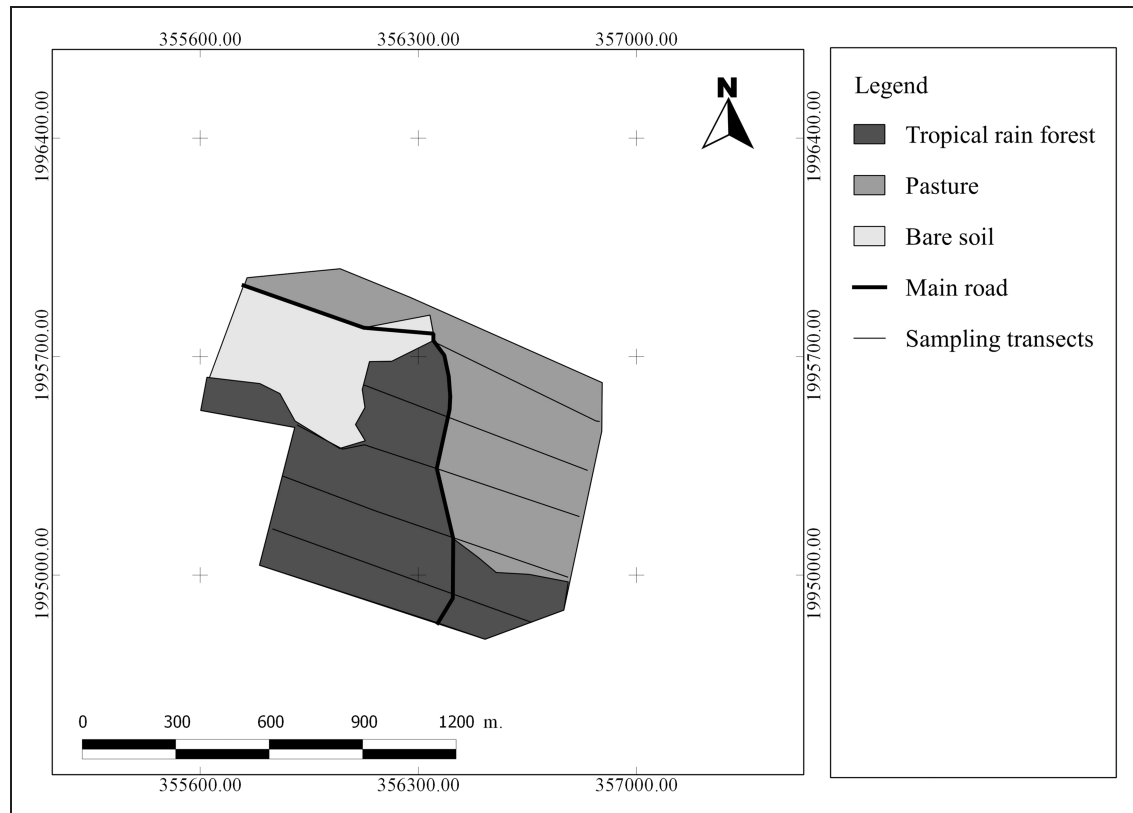 355600.00 356300.00 357000.00
N
1996400.00 1996400.00
1995700.00 1995700.00
1995000.00 1995000.00
0 300 600 900 1200 m.
355600.00 356300.00 357000.00
Legend
Tropical rain forest
Pasture
Bare soil
Main road
Sampling transects